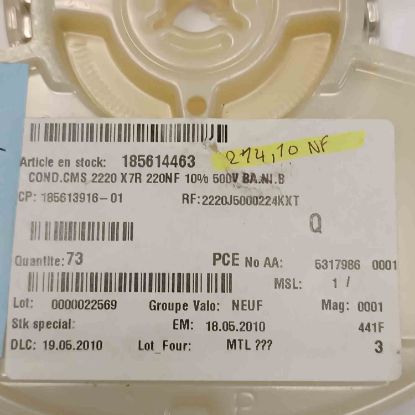 Article en stock: 185614463
214,10 NF
COND.CMS 2220 X7R 220NF 10% 500V BA.NI.B
CP: 185613916-01 RF:2220J5000224KXT
Q
Quantite: 73 PCE No AA: 5317986 0001
MSL: 1 /
Lot: 0000022569 Groupe Valo: NEUF Mag: 0001
Stk special: EM: 18.05.2010 441F
DLC: 19.05.2010 Lot_Four: MTL ??? 3